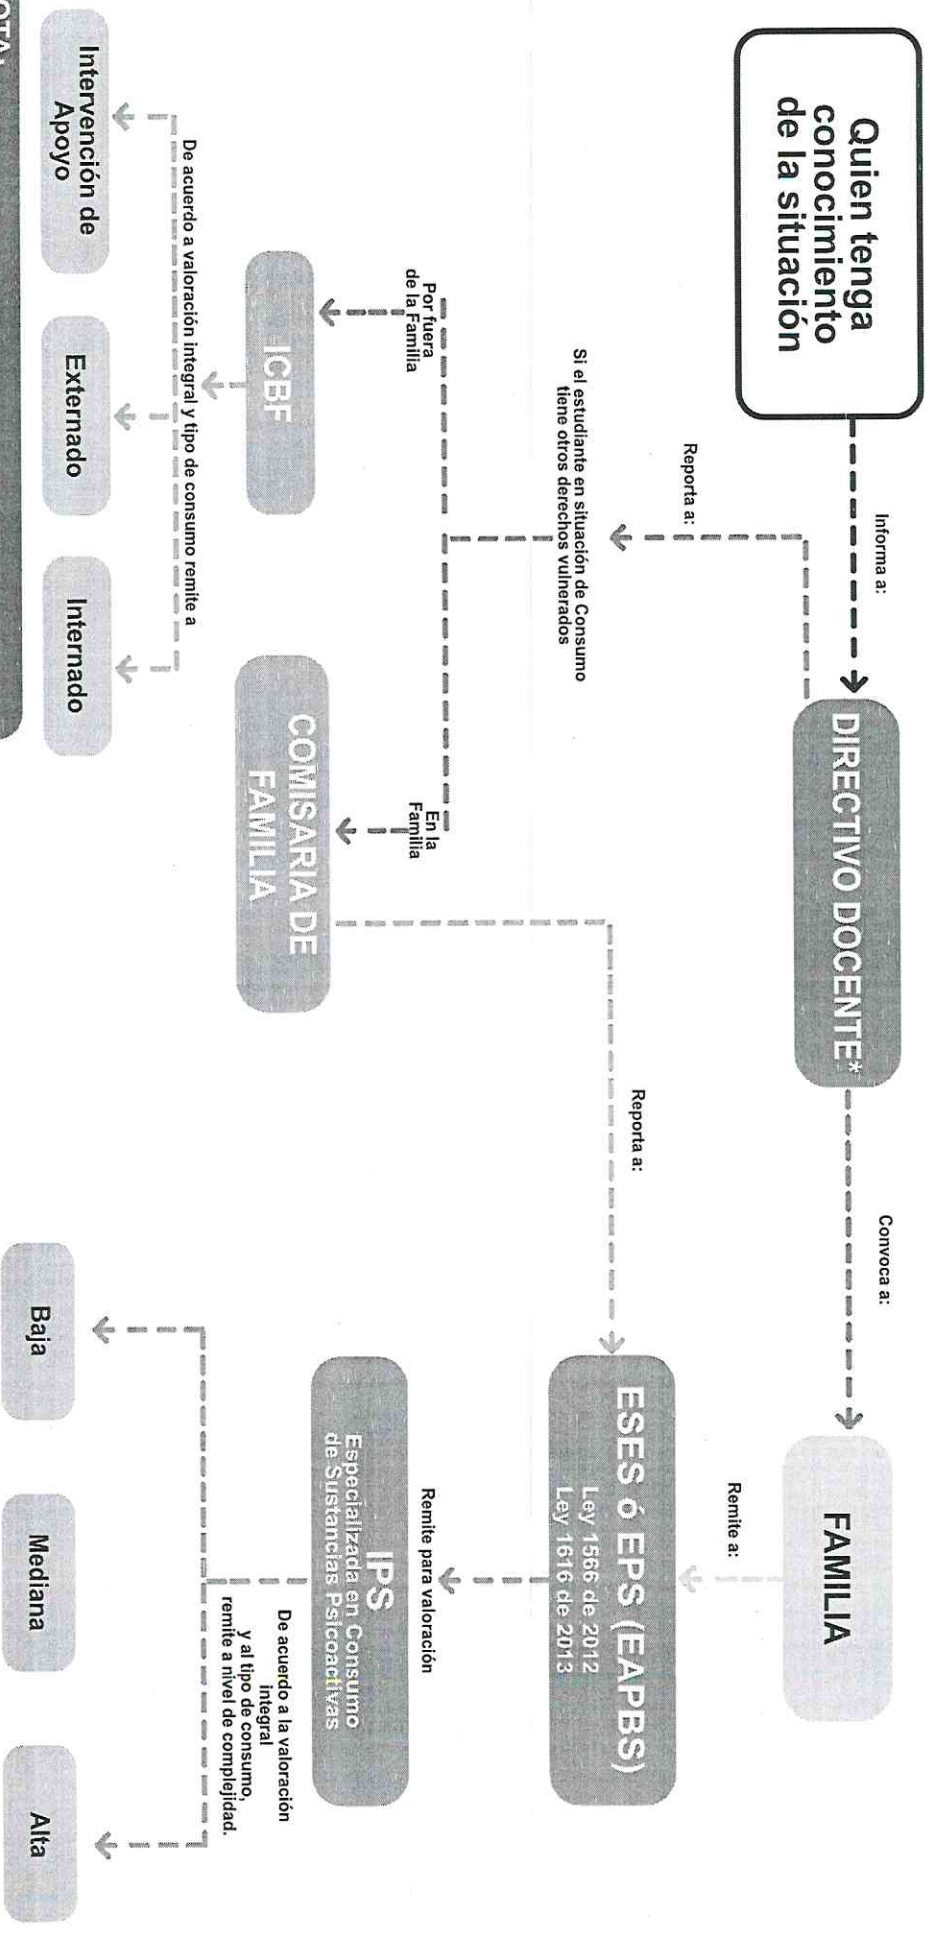 Quien tenga
conocimiento
de la situación
Informa a:
DIRECTIVO DOCENTE*
Convoca a:
FAMILIA
Reporta a:
Remite a:
Si el estudiante en situación de Consumo
tiene otros derechos vulnerados
Reporta a:
ESES ó EPS (EAPBS)
Ley 1566 de 2012
Ley 1616 de 2013
Por fuera
de la Familia
En la
Familia
Remite para valoración
ICBF
COMISARIA DE
FAMILIA
IPS
Especializada en Consumo
de Sustancias Psicoactivas
De acuerdo a valoración integral y tipo de consumo remite a
De acuerdo a la valoración
integral
y al tipo de consumo,
remite a nivel de complejidad.
Intervención de
Apoyo
Externado
Internado
Baja
Mediana
Alta